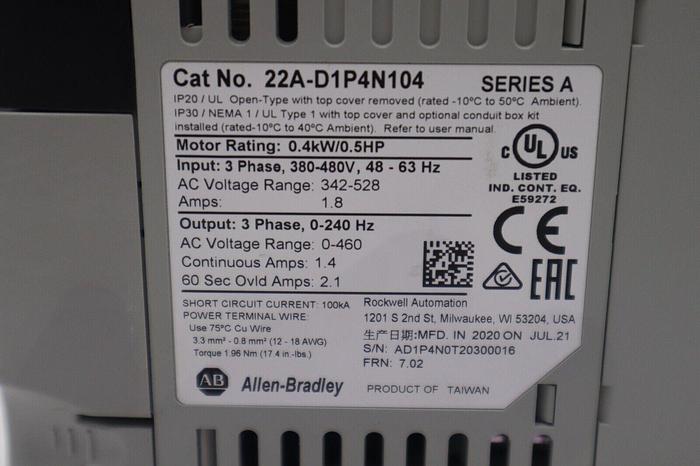 Cat No. 22A-D1P4N104 SERIES A
IP20 / UL Open-Type with top cover removed (rated -10°C to 50°C Ambient).
IP30 / NEMA 1 / UL Type 1 with top cover and optional conduit box kit
installed (rated-10°C to 40°C Ambient). Refer to user manual.
Motor Rating: 0.4kW/0.5HP
Input: 3 Phase, 380-480V, 48 - 63 Hz
AC Voltage Range: 342-528
Amps: 1.8
C UL US
LISTED
IND. CONT. EQ.
E59272
Output: 3 Phase, 0-240 Hz
AC Voltage Range: 0-460
Continuous Amps: 1.4
60 Sec Ovld Amps: 2.1
CE
EAC
SHORT CIRCUIT CURRENT: 100kA
POWER TERMINAL WIRE:
Use 75°C Cu Wire
3.3 mm² - 0.8 mm² (12 - 18 AWG)
Torque 1.96 Nm (17.4 in.-lbs.)
Rockwell Automation
1201 S 2nd St, Milwaukee, WI 53204, USA
生产日期:MFD. IN 2020 ON JUL.21
S/N: AD1P4N0T20300016
FRN: 7.02
AB Allen-Bradley
PRODUCT OF TAIWAN